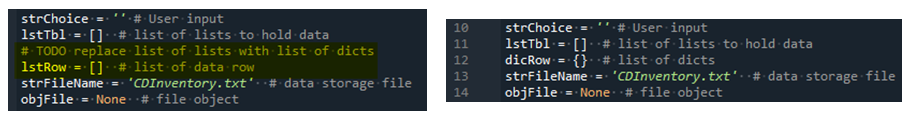 strChoice = '' # User input
lstTbl = [] # list of lists to hold data
# TODO replace list of lists with list of dicts
lstRow = [] # list of data row
strFileName = 'CDInventory.txt' # data storage file
objFile = None # file object
10 strChoice = '' # User input
11 lstTbl = [] # list of lists to hold data
12 dicRow = {} # list of dicts
13 strFileName = 'CDInventory.txt' # data storage file
14 objFile = None # file object